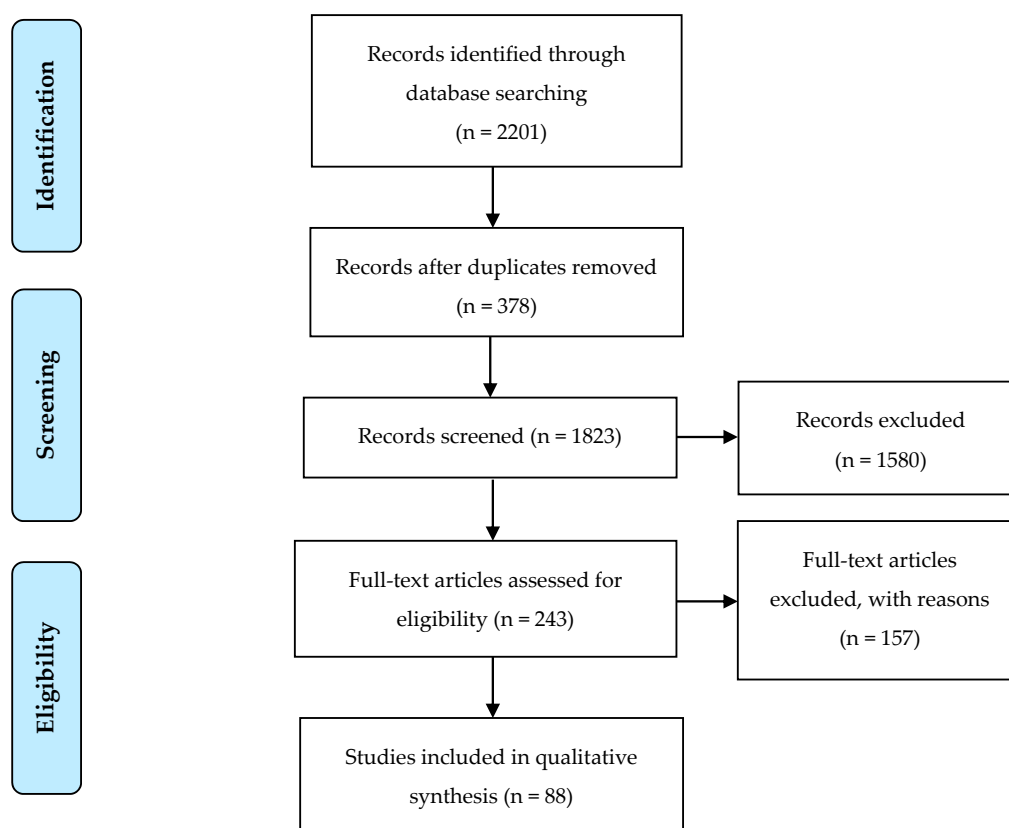 Identification
Records identified through
database searching
(n = 2201)
Records after duplicates removed
(n = 378)
Screening
Records screened (n = 1823)
Records excluded
(n = 1580)
Eligibility
Full-text articles assessed for
eligibility (n = 243)
Full-text articles
excluded, with reasons
(n = 157)
Studies included in qualitative
synthesis (n = 88)